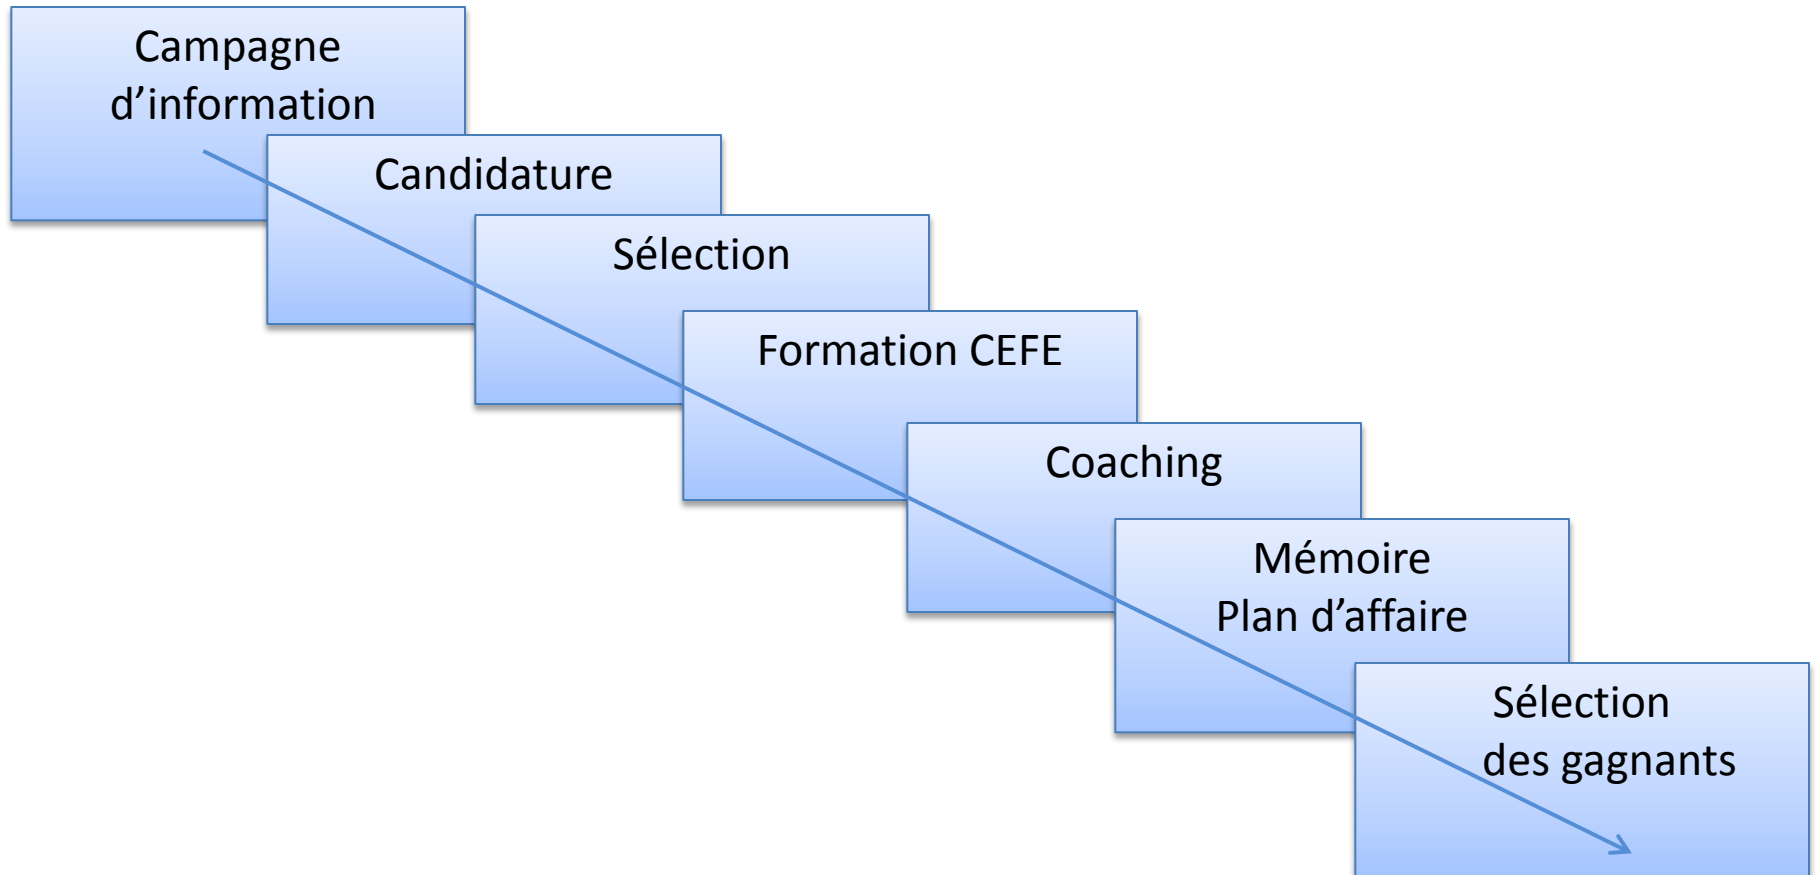 Campagne
d’information
Candidature
Sélection
Formation CEFE
Coaching
Mémoire
Plan d’affaire
Sélection
des gagnants